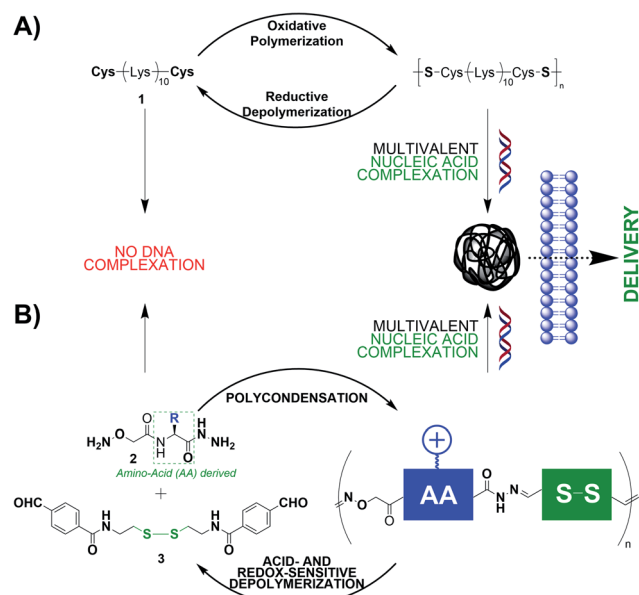 A)
Oxidative
Polymerization
Cys-(Lys)10-Cys
1
[S-Cys(Lys)10Cys-S]n
Reductive
Depolymerization
MULTIVALENT
NUCLEIC ACID
COMPLEXATION
NO DNA
COMPLEXATION
DELIVERY
B)
MULTIVALENT
NUCLEIC ACID
COMPLEXATION
POLYCONDENSATION
H2N O O N H R O H N NH2
2
Amino-Acid (AA) derived
+
OHC H N O S S N H O CHO
3
+
N O O AA O N H N S-S n
ACID- AND
REDOX-SENSITIVE
DEPOLYMERIZATION